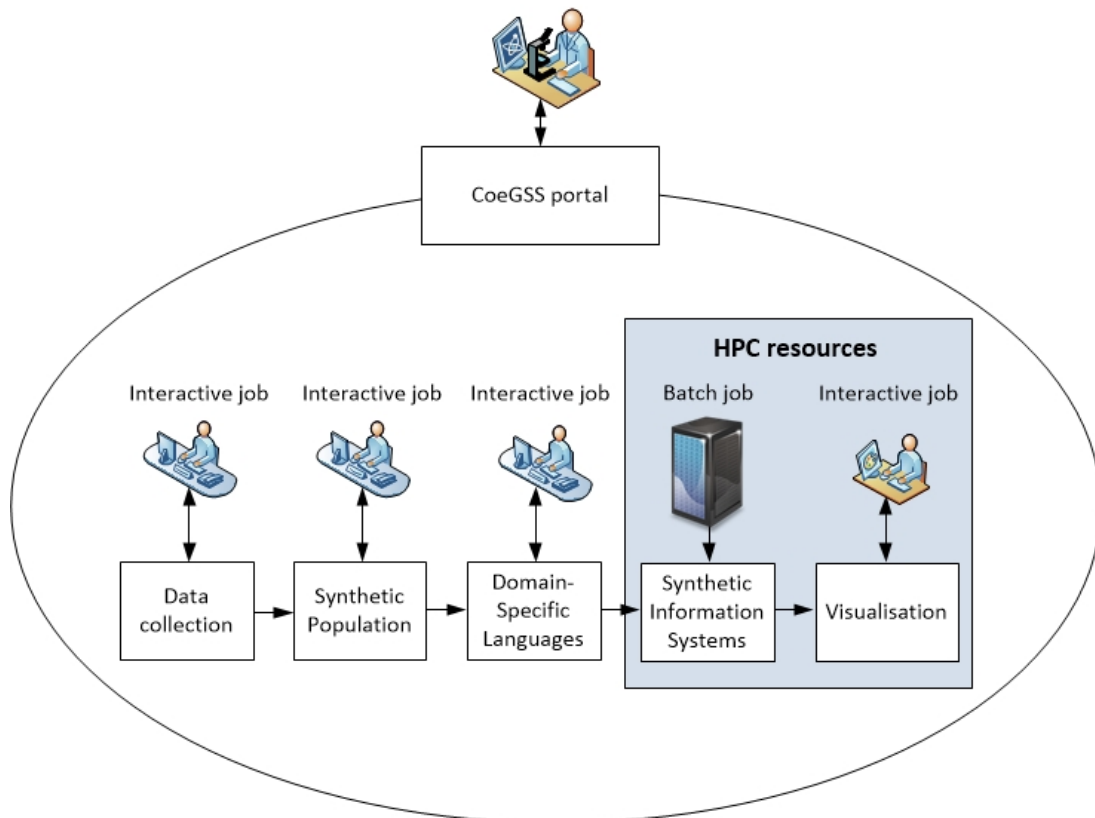 CoeGSS portal
HPC resources
Interactive job
Interactive job
Interactive job
Batch job
Interactive job
Data
collection
Synthetic
Population
Domain-
Specific
Languages
Synthetic
Information
Systems
Visualisation